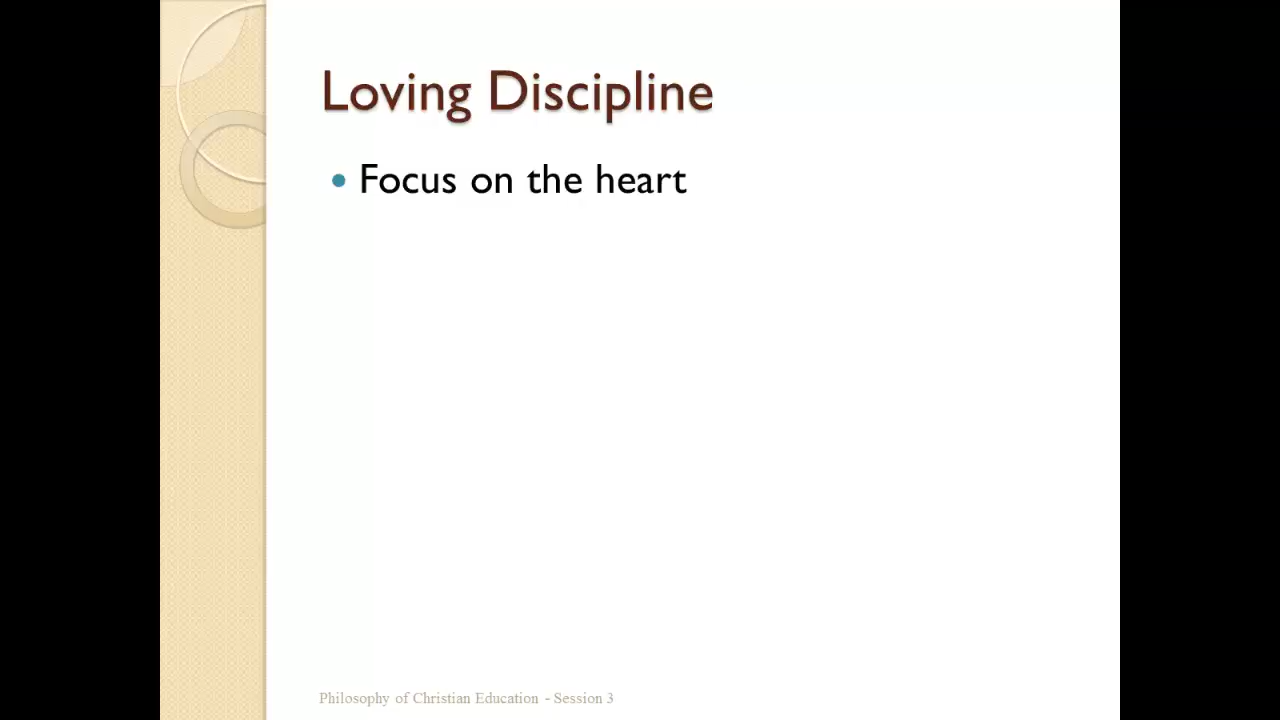 Loving Discipline
• Focus on the heart
Philosophy of Christian Education - Session 3